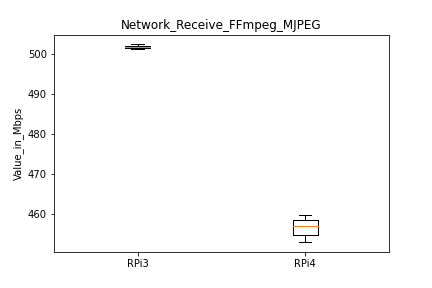 Network_Receive_FFmpeg_MJPEG
Value_in_Mbps
500
490
480
470
460
RPi3
RPi4